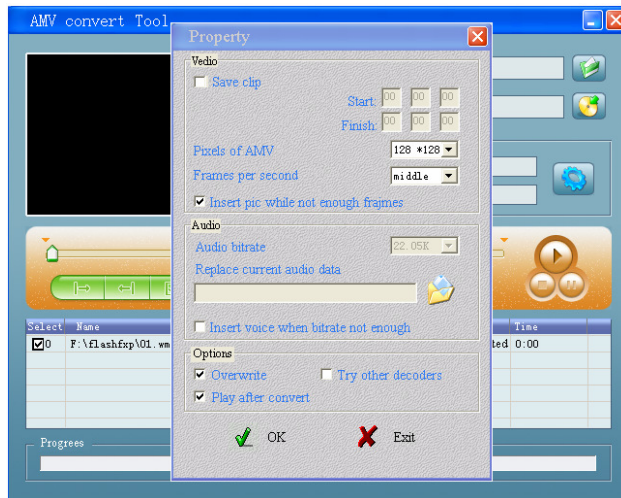 AMV convert Tool
Property
Vedio
Save clip
Start: 00 00 00
Finish: 00 00 00
Pixels of AMV 128 *128
Frames per second middle
Insert pic while not enough frajmes
Audio
Audio bitrate 22.05K
Replace current audio data
Insert voice when bitrate not enough
Select Name Time
0 F:\flashfxp\01.wm ted 0:00
Options
Overwrite Try other decoders
Play after convert
OK Exit
Progrees